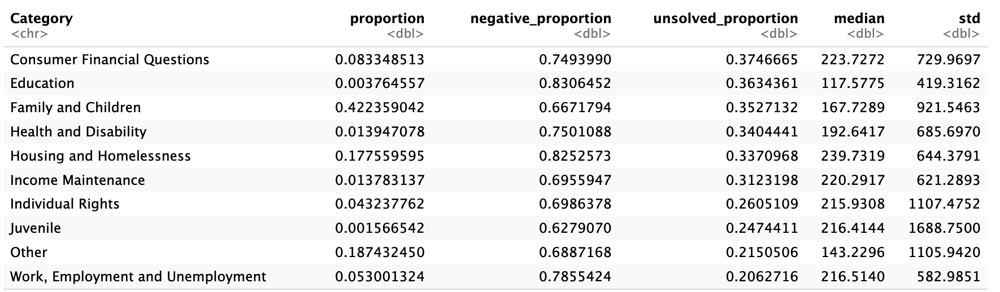 Category proportion negative_proportion unsolved_proportion median std
<chr> <dbl> <dbl> <dbl> <dbl> <dbl>
Consumer Financial Questions 0.083348513 0.7493990 0.3746665 223.7272 729.9697
Education 0.003764557 0.8306452 0.3634361 117.5775 419.3162
Family and Children 0.422359042 0.6671794 0.3527132 167.7289 921.5463
Health and Disability 0.013947078 0.7501088 0.3404441 192.6417 685.6970
Housing and Homelessness 0.177559595 0.8252573 0.3370968 239.7319 644.3791
Income Maintenance 0.013783137 0.6955947 0.3123198 220.2917 621.2893
Individual Rights 0.043237762 0.6986378 0.2605109 215.9308 1107.4752
Juvenile 0.001566542 0.6279070 0.2474411 216.4144 1688.7500
Other 0.187432450 0.6887168 0.2150506 143.2296 1105.9420
Work, Employment and Unemployment 0.053001324 0.7855424 0.2062716 216.5140 582.9851